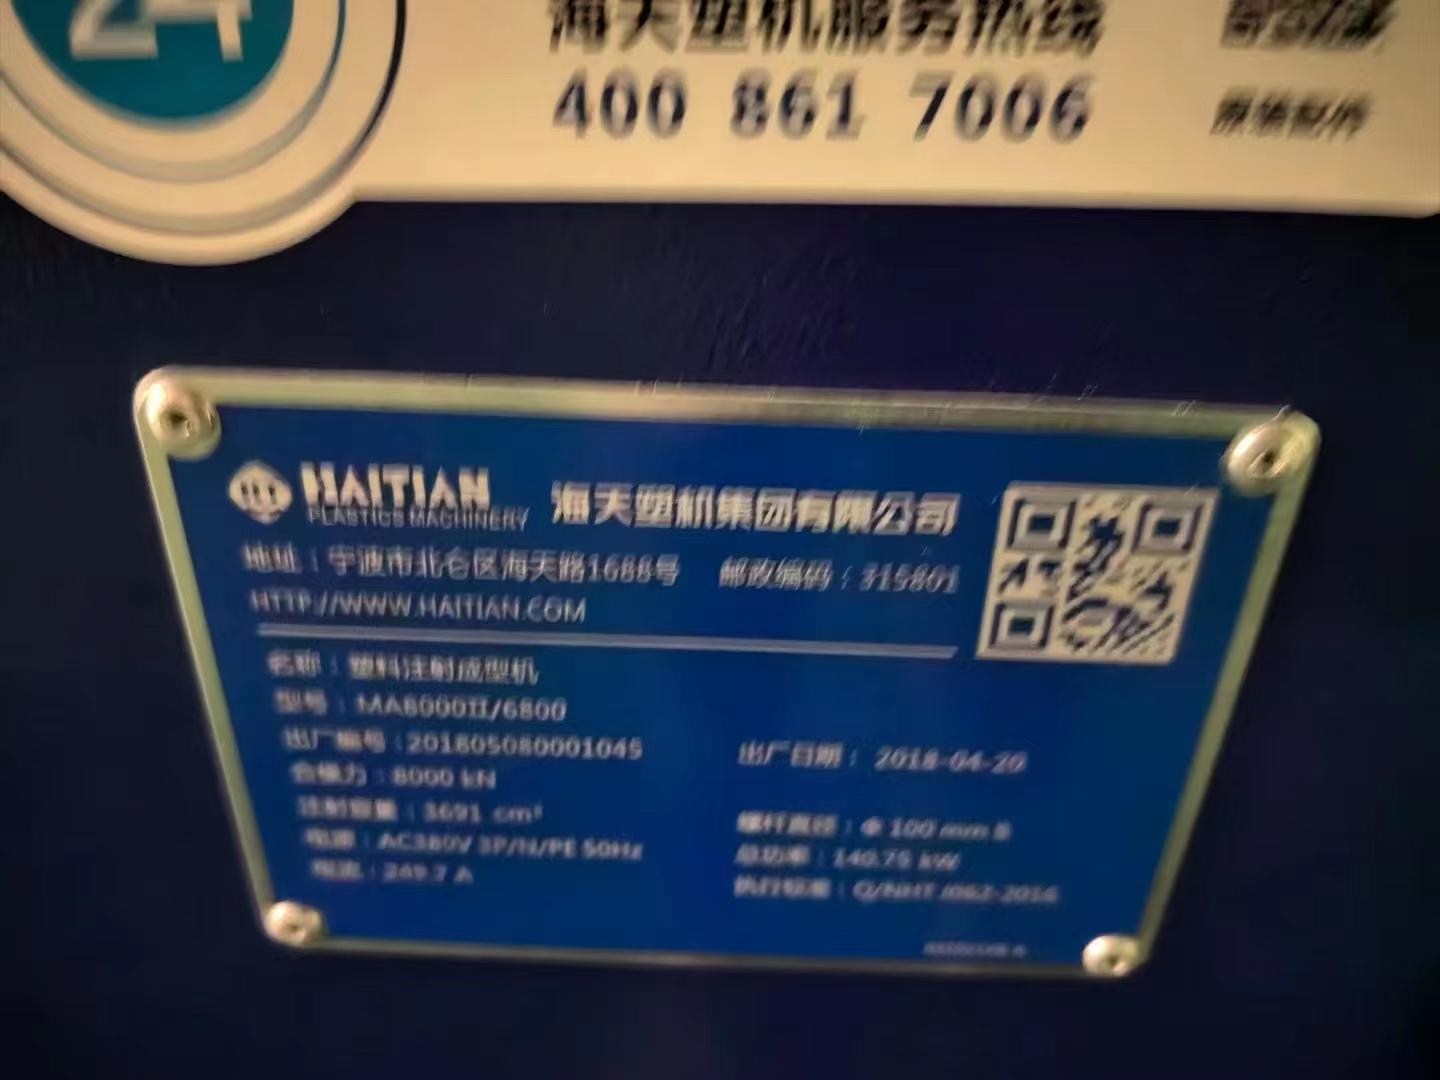 24
海天塑机服务热线
400 861 7006
原装配件
HAITIAN
PLASTICS MACHINERY
海天塑机集团有限公司
地址：宁波市北仑区海天路1688号 邮政编码：315801
HTTP://WWW.HAITIAN.COM
名称：塑料注射成型机
型号：MA8000II/6800
出厂编号：201805080001045 出厂日期：2018-04-20
合模力：8000 kN
注射容量：3691 cm³ 螺杆直径：Φ 100 mm B
电源：AC380V 3P/N/PE 50Hz 总功率：140.75 kW
电流：249.7 A 执行标准：Q/NHT J062-2016